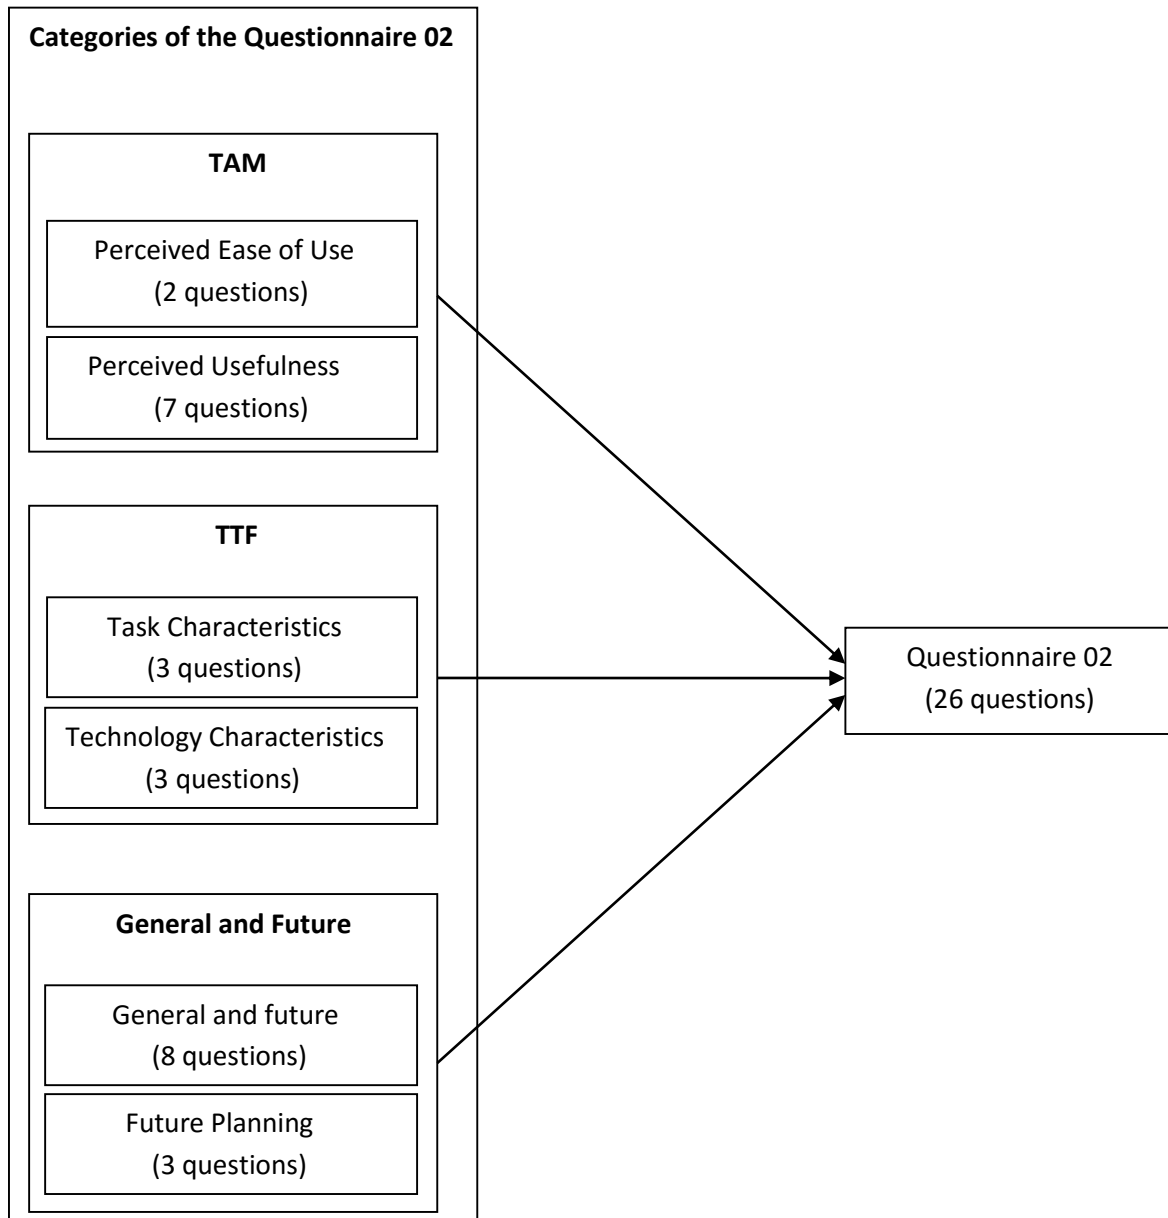 Categories of the Questionnaire 02
TAM
Perceived Ease of Use
(2 questions)
Perceived Usefulness
(7 questions)
TTF
Task Characteristics
(3 questions)
Technology Characteristics
(3 questions)
General and Future
General and future
(8 questions)
Future Planning
(3 questions)
Questionnaire 02
(26 questions)